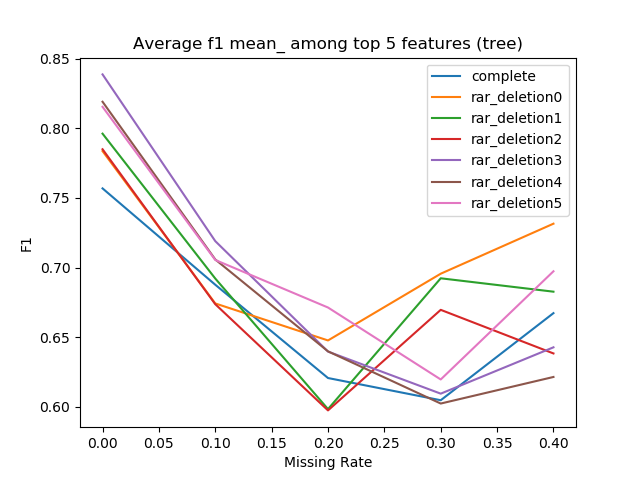 Average f1 mean_ among top 5 features (tree)
0.85
0.80
0.75
0.70
0.65
0.60
F1
complete
rar_deletion0
rar_deletion1
rar_deletion2
rar_deletion3
rar_deletion4
rar_deletion5
0.00 0.05 0.10 0.15 0.20 0.25 0.30 0.35 0.40
Missing Rate